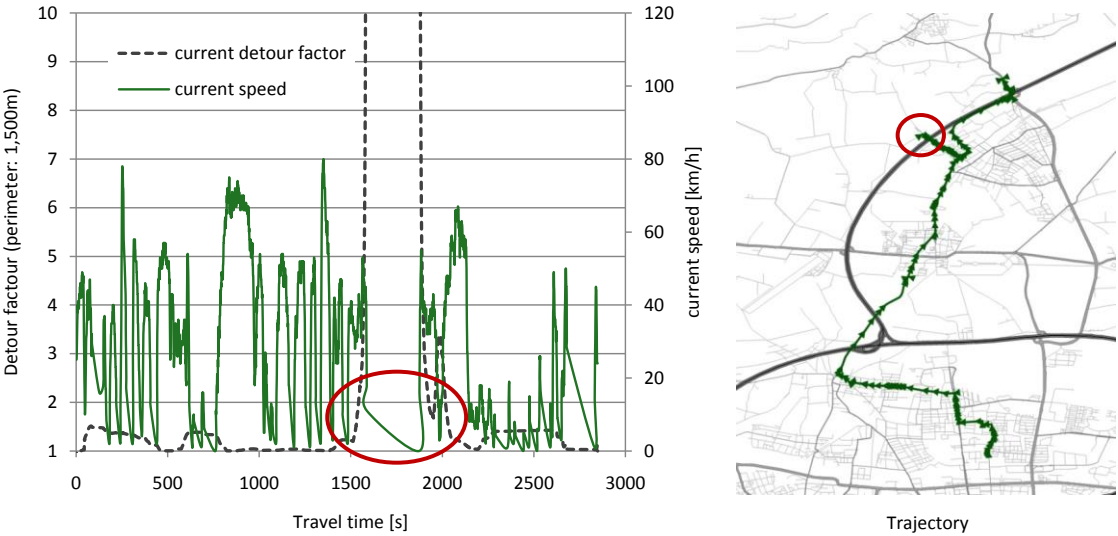 10
9
8
7
6
5
4
3
2
1
Detour factour (perimeter: 1,500m)
current detour factor
current speed
120
100
80
60
40
20
0
current speed [km/h]
0 500 1000 1500 2000 2500 3000
Travel time [s]
Trajectory